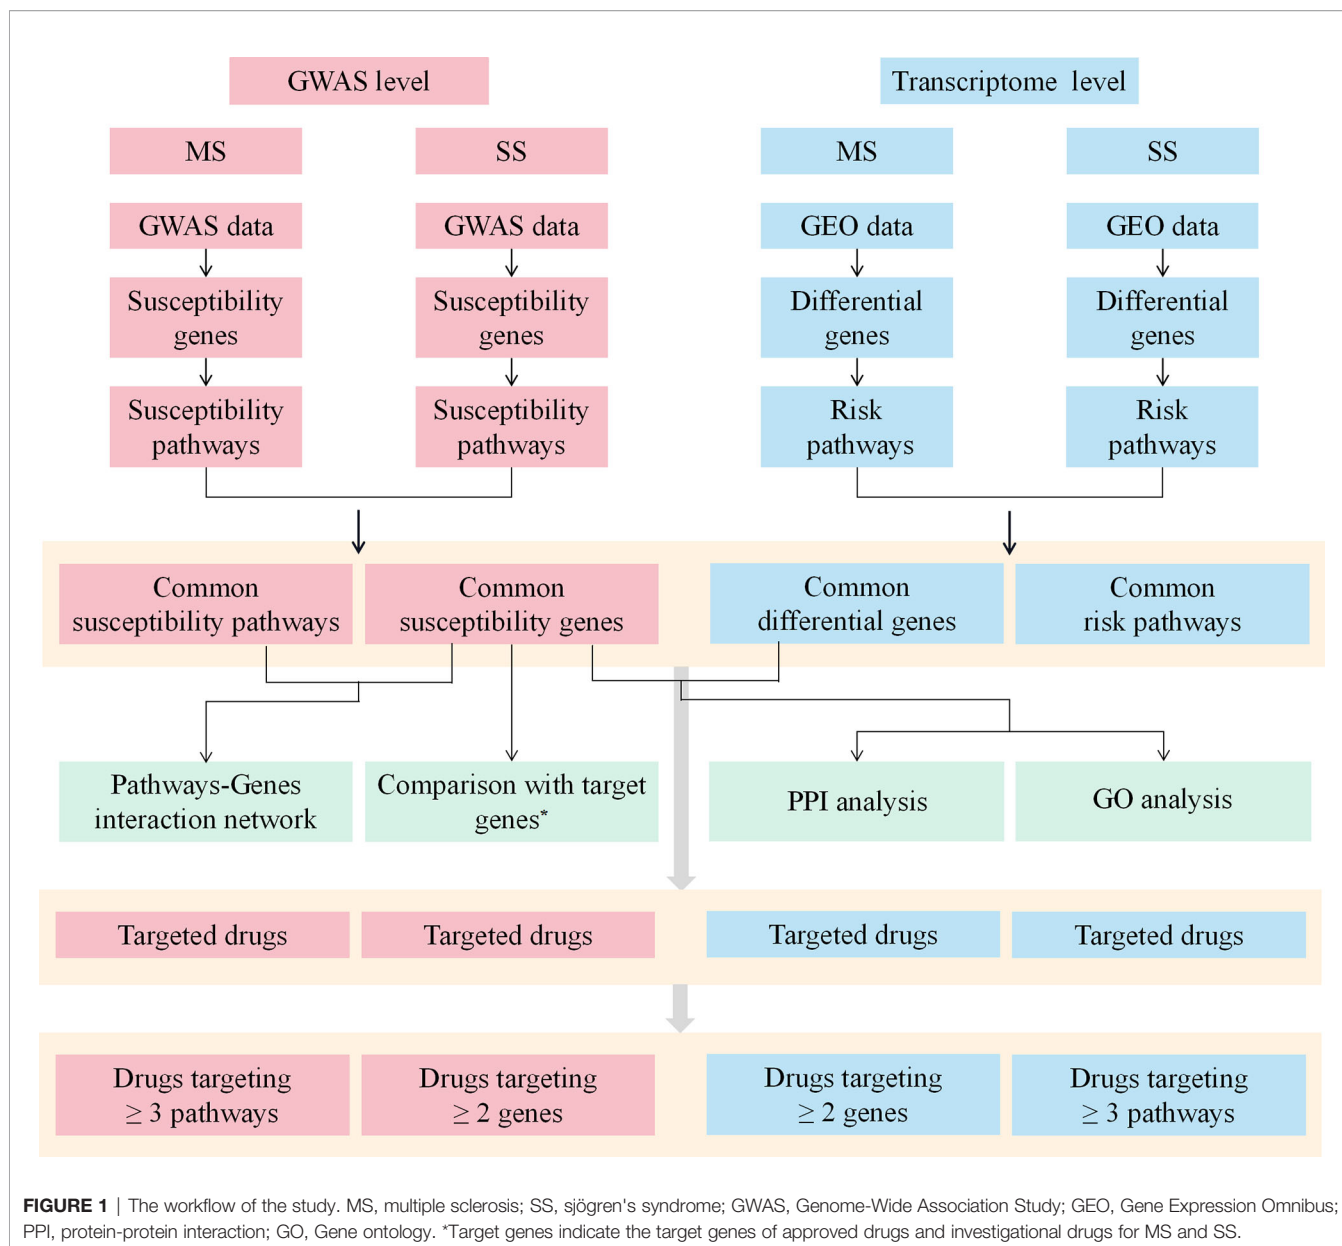 GWAS level
Transcriptome level
MS
SS
MS
SS
GWAS data
GWAS data
GEO data
GEO data
Susceptibility
genes
Susceptibility
genes
Differential
genes
Differential
genes
Susceptibility
pathways
Susceptibility
pathways
Risk
pathways
Risk
pathways
Common
susceptibility pathways
Common
susceptibility genes
Common
differential genes
Common
risk pathways
Pathways-Genes
interaction network
Comparison with target
genes*
PPI analysis
GO analysis
Targeted drugs
Targeted drugs
Targeted drugs
Targeted drugs
Drugs targeting
≥ 3 pathways
Drugs targeting
≥ 2 genes
Drugs targeting
≥ 2 genes
Drugs targeting
≥ 3 pathways
FIGURE 1 | The workflow of the study. MS, multiple sclerosis; SS, sjögren's syndrome; GWAS, Genome-Wide Association Study; GEO, Gene Expression Omnibus;
PPI, protein-protein interaction; GO, Gene ontology. *Target genes indicate the target genes of approved drugs and investigational drugs for MS and SS.